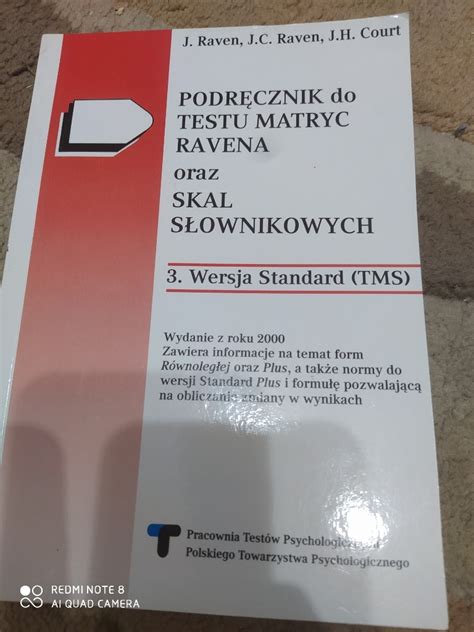 J. Raven, J.C. Raven, J.H. Court
PODRĘCZNIK do
TESTU MATRYC
RAVENA
oraz
SKAL
SŁOWNIKOWYCH
3. Wersja Standard (TMS)
Wydanie z roku 2000
Zawiera informacje na temat form
Równoległej oraz Plus, a także normy do
wersji Standard Plus i formułę pozwalającą
na obliczanie zmiany w wynikach
Pracownia Testów Psychologicznych
Polskiego Towarzystwa Psychologicznego
REDMI NOTE 8
AI QUAD CAMERA